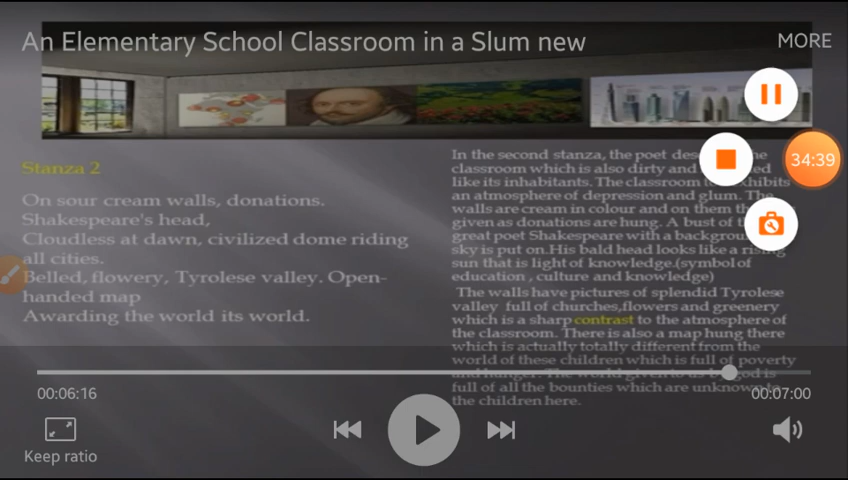 An Elementary School Classroom in a Slum new
MORE
34:39
Stanza 2
On sour cream walls, donations.
Shakespeare's head,
Cloudless at dawn, civilized dome riding
all cities.
Belled, flowery, Tyrolese valley. Open-
handed map
Awarding the world its world.
In the second stanza, the poet des
classroom which is also dirty and
like its inhabitants. The classroom exhibits
an atmosphere of depression and glum. The
walls are cream in colour and on them th
given as donations are hung. A bust of t
great poet Shakespeare with a backgrou
sky is put on. His bald head looks like a rising
sun that is light of knowledge.(symbol of
education , culture and knowledge)
The walls have pictures of splendid Tyrolese
valley full of churches,flowers and greenery
which is a sharp contrast to the atmosphere of
the classroom. There is also a map hung there
which is actually totally different from the
world of these children which is full of poverty
and hunger. The world given to us by god is
full of all the bounties which are unknown to
the children here.
00:06:16
00:07:00
Keep ratio